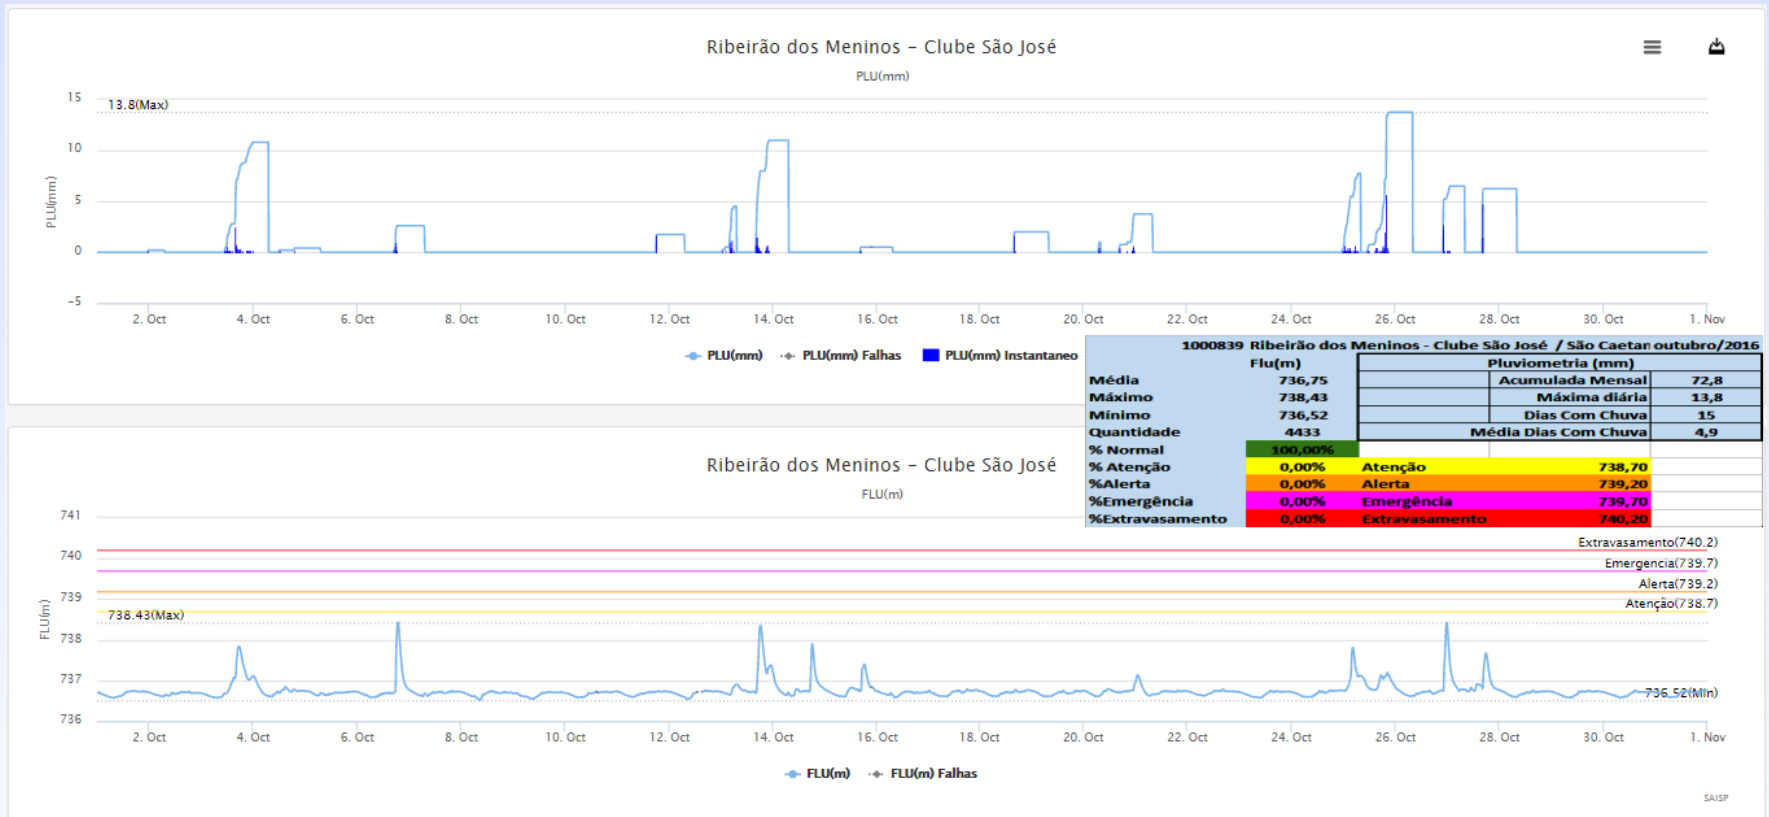 Ribeirão dos Meninos - Clube São José
PLU(mm)
15
13.8(Max)
10
5
0
-5
PLU(mm)
2. Oct 4. Oct 6. Oct 8. Oct 10. Oct 12. Oct 14. Oct 16. Oct 18. Oct 20. Oct 22. Oct 24. Oct 26. Oct 28. Oct 30. Oct 1. Nov
PLU(mm) PLU(mm) Falhas PLU(mm) Instantaneo
1000839 Ribeirão dos Meninos - Clube São José / São Caetan outubro/2016
Flu(m) Pluviometria (mm)
Média 736,75 Acumulada Mensal 72,8
Máximo 738,43 Máxima diária 13,8
Mínimo 736,52 Dias Com Chuva 15
Quantidade 4433 Média Dias Com Chuva 4,9
% Normal 100,00%
% Atenção 0,00% Atenção 738,70
%Alerta 0,00% Alerta 739,20
%Emergência 0,00% Emergência 739,70
%Extravasamento 0,00% Extravasamento 740,20
Ribeirão dos Meninos - Clube São José
FLU(m)
741
Extravasamento(740.2)
740
Emergencia(739.7)
Alerta(739.2)
739
Atenção(738.7)
738.43(Max)
738
737
736.52(Min)
736
FLU(m)
2. Oct 4. Oct 6. Oct 8. Oct 10. Oct 12. Oct 14. Oct 16. Oct 18. Oct 20. Oct 22. Oct 24. Oct 26. Oct 28. Oct 30. Oct 1. Nov
FLU(m) FLU(m) Falhas
SAISP